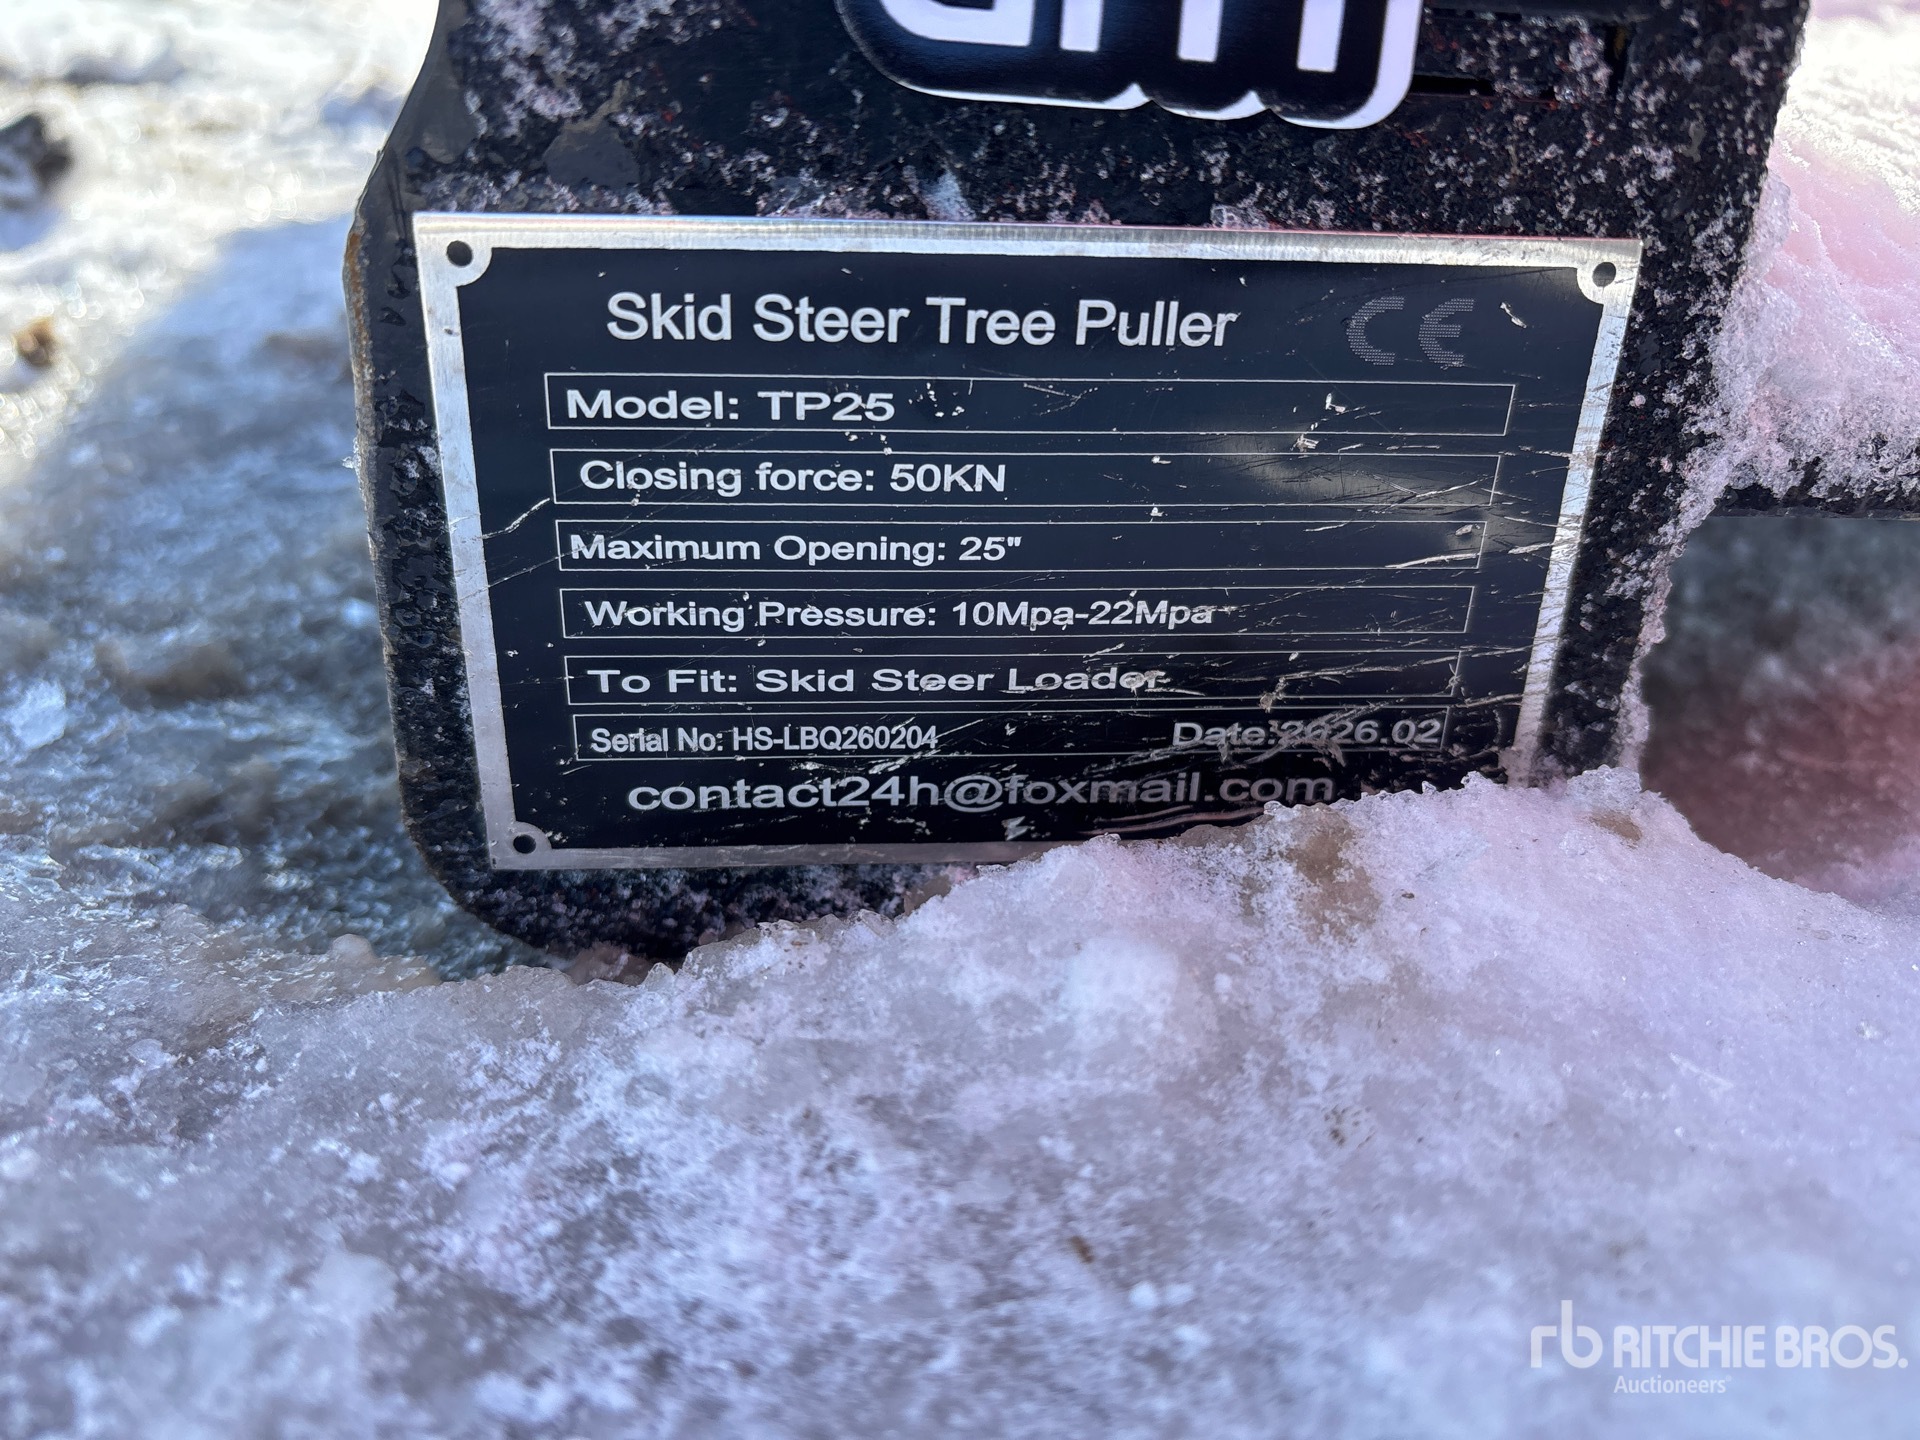 Skid Steer Tree Puller CE
Model: TP25
Closing force: 50KN
Maximum Opening: 25"
Working Pressure: 10Mpa-22Mpa
To Fit: Skid Steer Loader
Serial No: HS-LBQ260204 Date:2026.02
contact24h@foxmail.com
rb RITCHIE BROS.
Auctioneers